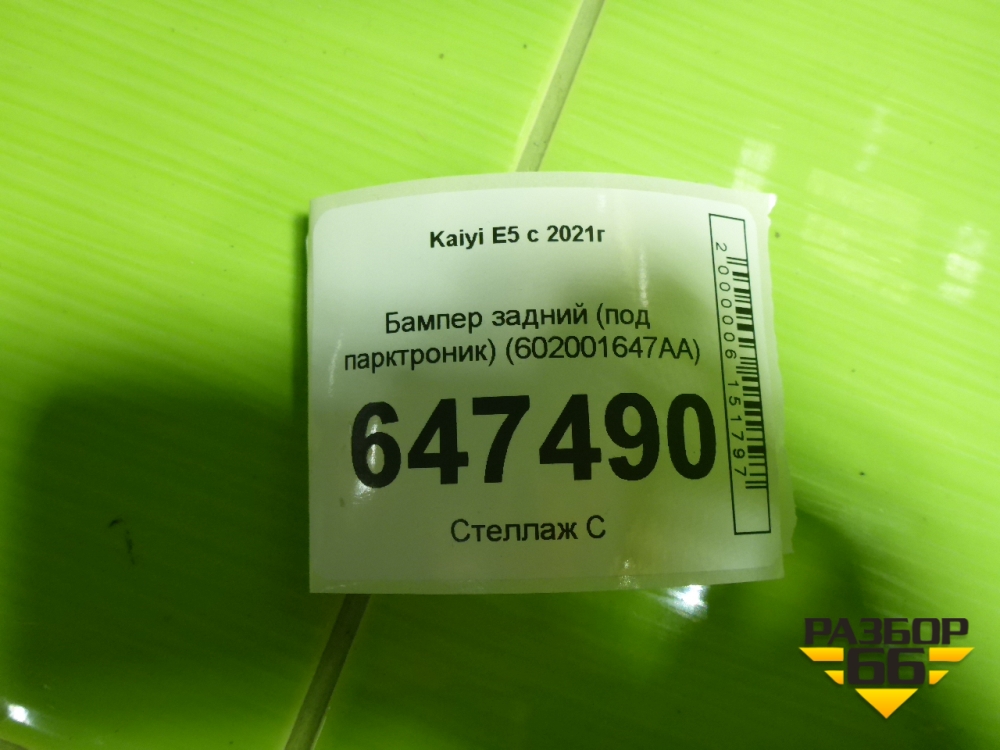 Kaiyi E5 с 2021г
Бампер задний (под
парктроник) (602001647AA)
647490
Стеллаж С
2000006151797
РАЗБОР
66